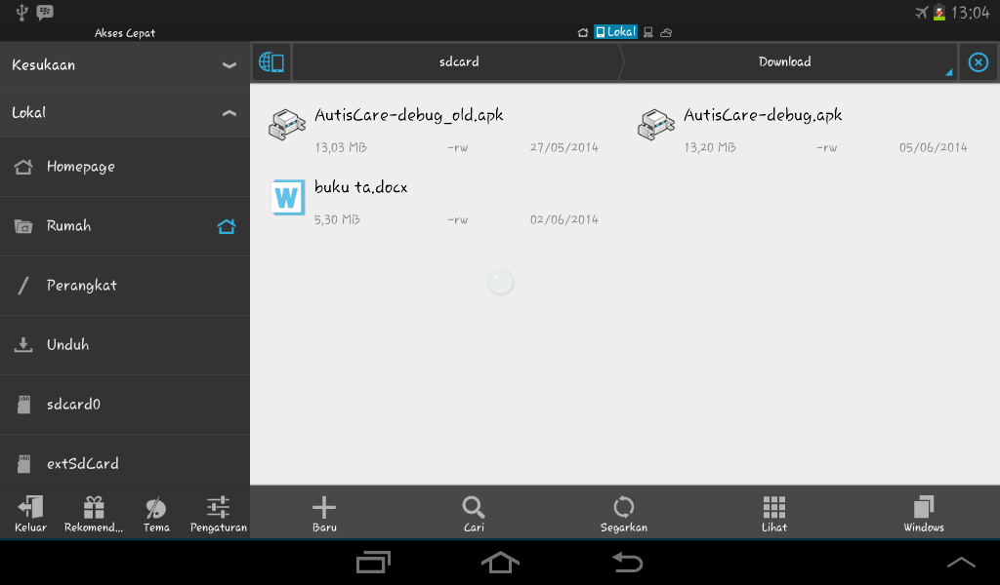 13:04
Akses Cepat
Lokal
Kesukaan
sdcard
Download
Lokal
Homepage
Rumah
Perangkat
Unduh
sdcard0
extSdCard
AutisCare-debug_old.apk
13,03 MB -rw 27/05/2014
AutisCare-debug.apk
13,20 MB -rw 05/06/2014
W
buku ta.docx
5,30 MB -rw 02/06/2014
Keluar
Rekomend...
Tema
Pengaturan
Baru
Cari
Segarkan
Lihat
Windows